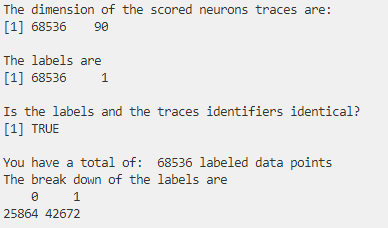 The dimension of the scored neurons traces are:
[1] 68536    90
The labels are
[1] 68536     1
Is the labels and the traces identifiers identical?
[1] TRUE
You have a total of:  68536 labeled data points
The break down of the labels are
    0     1
25864 42672